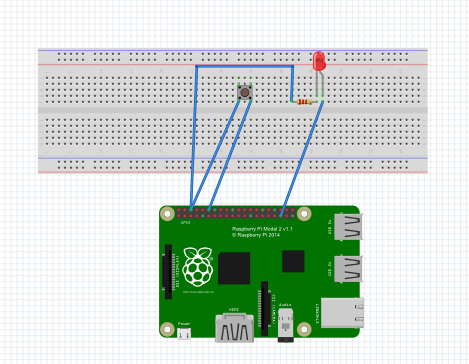 GPIO
Raspberry Pi Model 2 v1.1
© Raspberry Pi 2014
USB 2x
USB 2x
ETHERNET
HDMI
Audio
Power